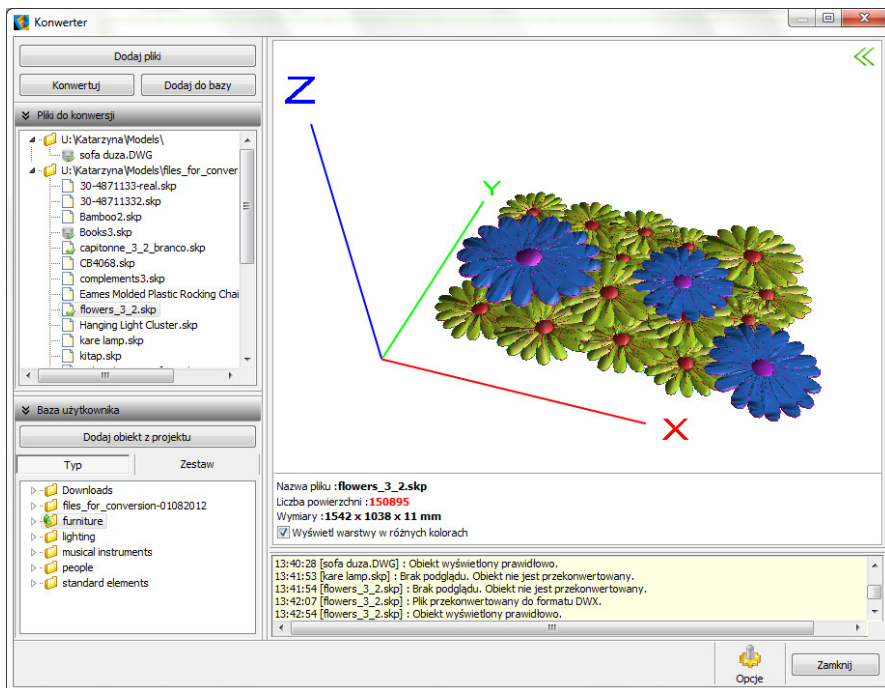 Konwerter
Dodaj pliki
Konwertuj
Dodaj do bazy
Pliki do konwersji
U:\Katarzyna\Models\
sofa duza.DWG
U:\Katarzyna\Models\files_for_conver
30-4871133-real.skp
30-48711332.skp
Bamboo2.skp
Books3.skp
capitonne_3_2_branco.skp
CB4068.skp
complements3.skp
Eames Molded Plastic Rocking Chai
flowers_3_2.skp
Hanging Light Cluster.skp
kare lamp.skp
kitap.skp
Baza użytkownika
Dodaj obiekt z projektu
Typ
Zestaw
Downloads
files_for_conversion-01082012
furniture
lighting
musical instruments
people
standard elements
Z
Y
X
Nazwa pliku :flowers_3_2.skp
Liczba powierzchni :150895
Wymiary :1542 x 1038 x 11 mm
Wyświetl warstwy w różnych kolorach
13:40:28 [sofa duza.DWG] : Obiekt wyświetlony prawidłowo.
13:41:53 [kare lamp.skp] : Brak podglądu. Obiekt nie jest przekonwertowany.
13:41:54 [flowers_3_2.skp] : Brak podglądu. Obiekt nie jest przekonwertowany.
13:42:07 [flowers_3_2.skp] : Plik przekonwertowany do formatu DWX.
13:42:54 [flowers_3_2.skp] : Obiekt wyświetlony prawidłowo.
Opcje
Zamknij